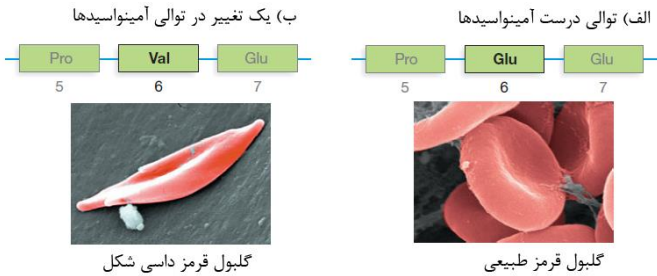 الف) توالی درست آمینواسیدها
Pro Glu Glu
5 6 7
گلبول قرمز طبیعی
ب) یک تغییر در توالی آمینواسیدها
Pro Val Glu
5 6 7
گلبول قرمز داسی شکل